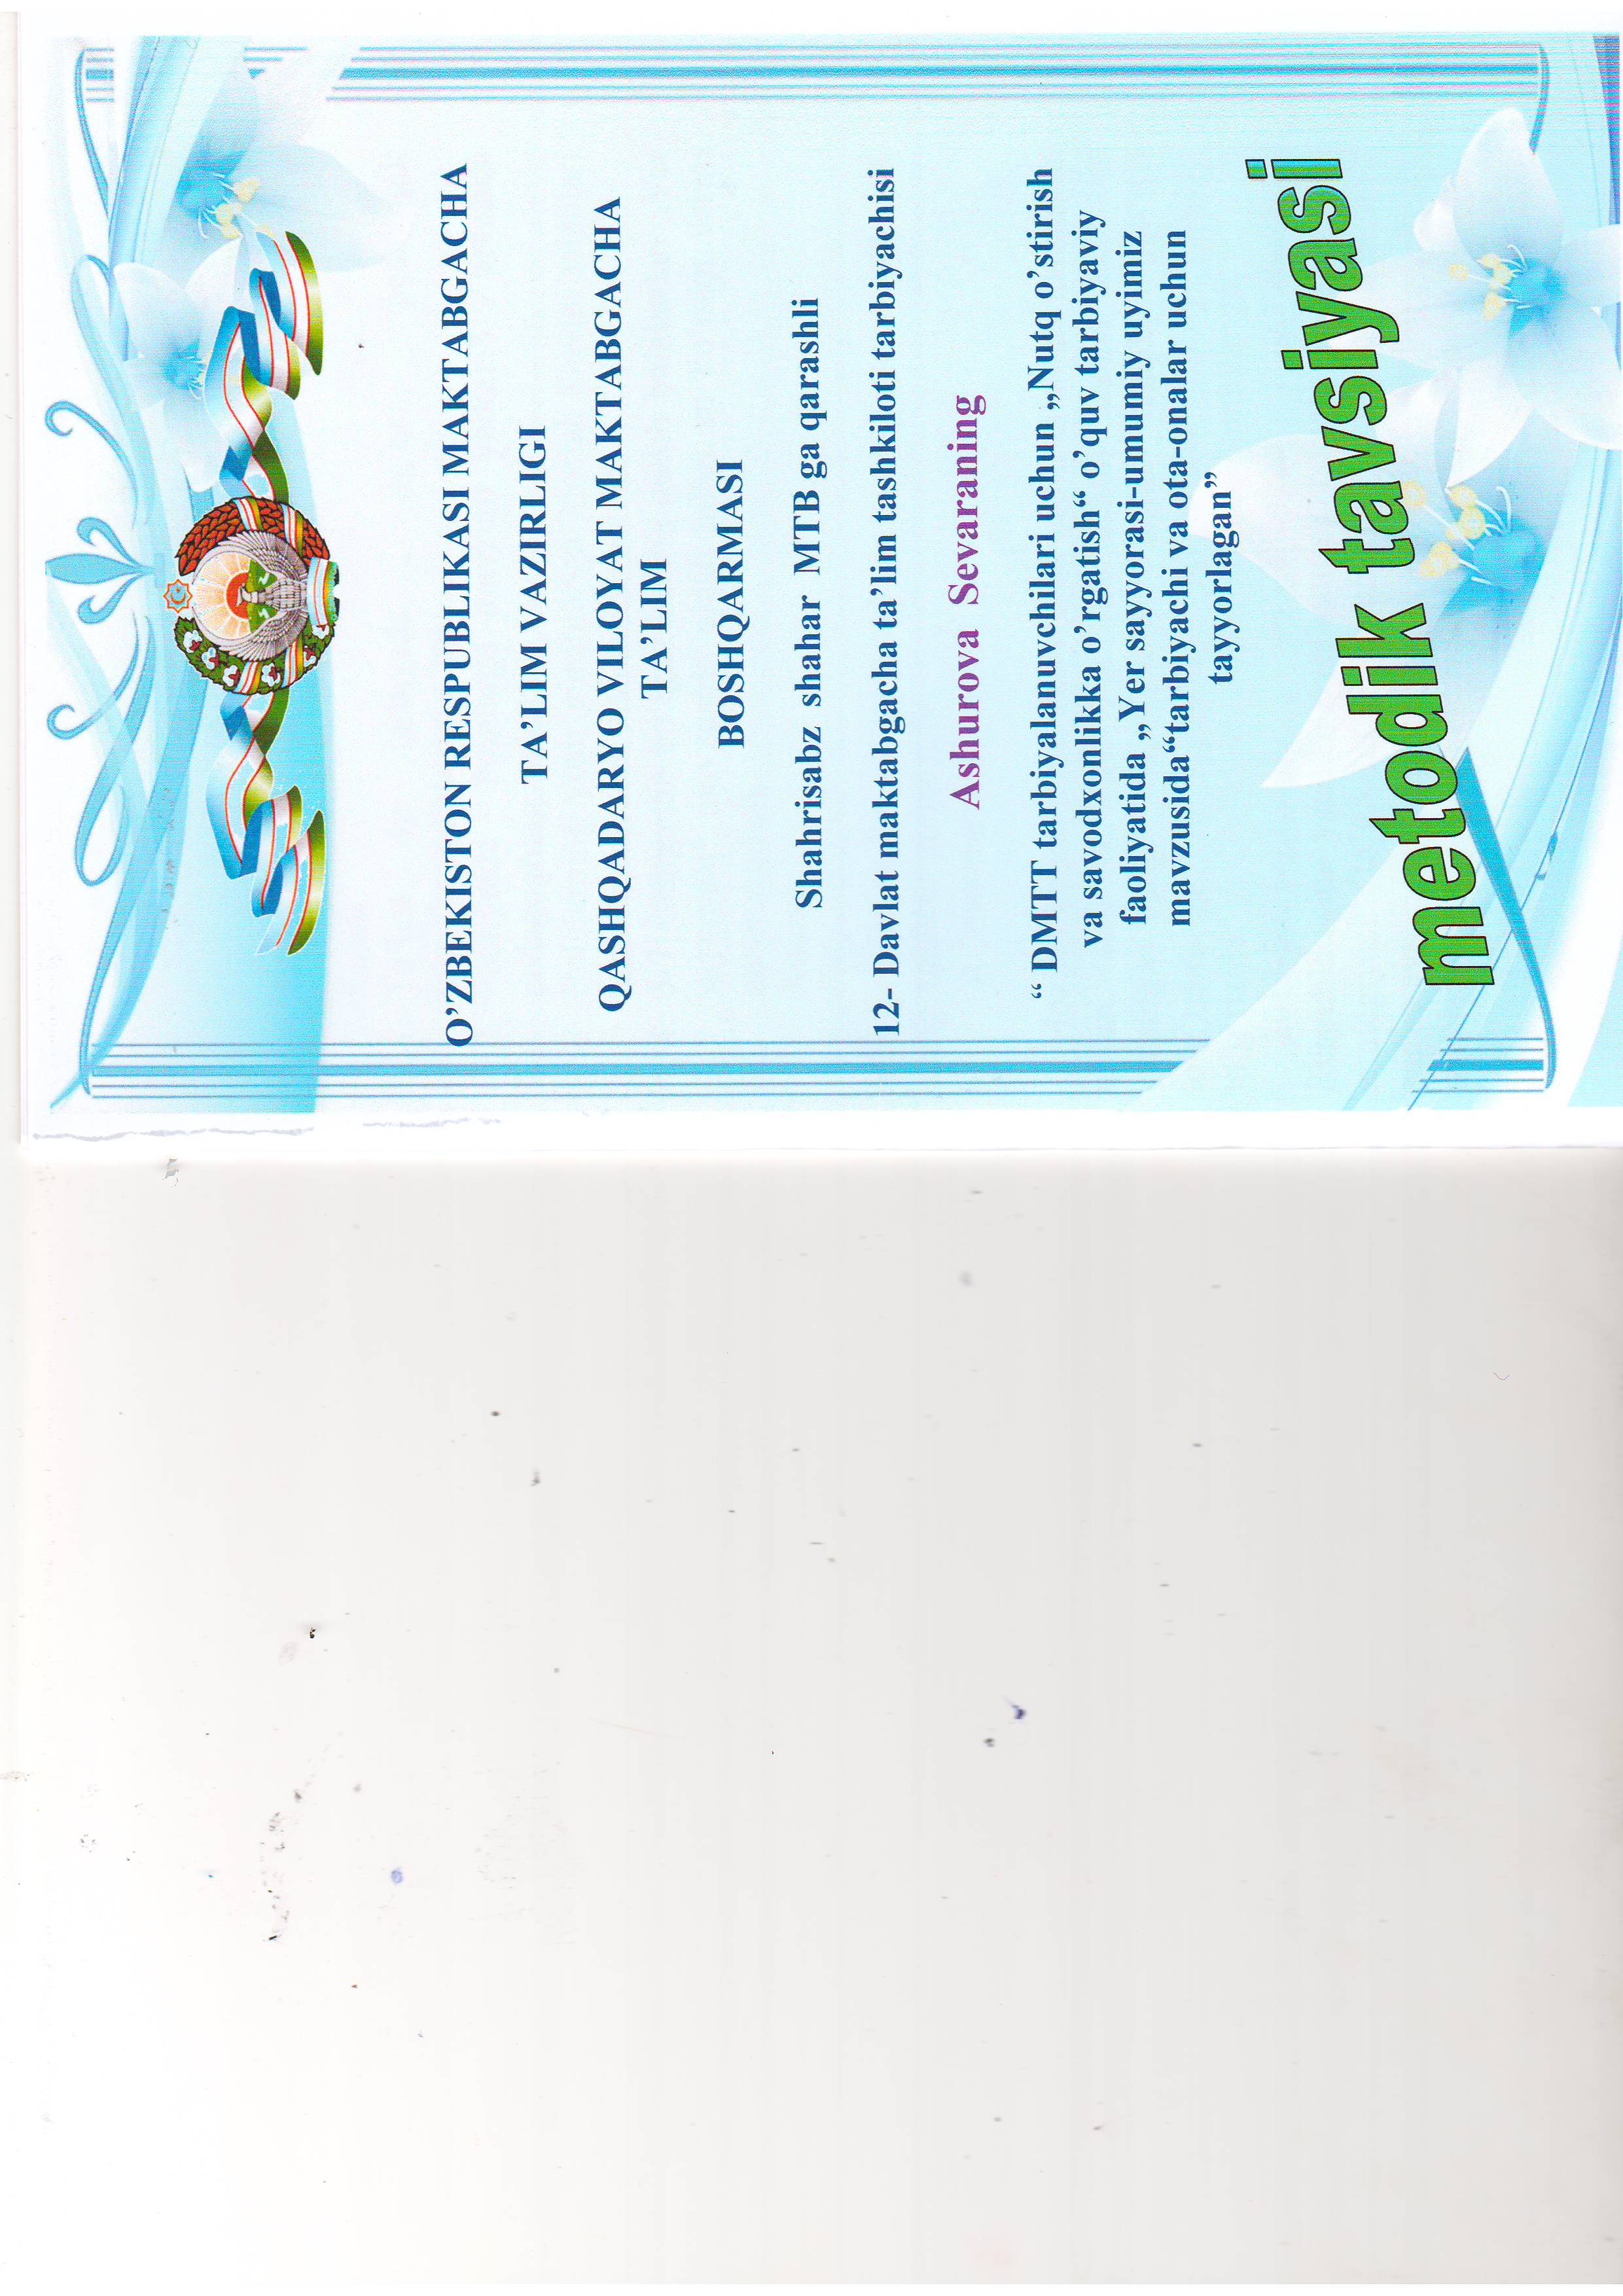 O’ZBEKISTON RESPUBLIKASI MAKTABGACHA
TA’LIM VAZIRLIGI
QASHQADARYO VILOYAT MAKTABGACHA
TA’LIM
BOSHQARMASI
Shahrisabz shahar MTB ga qarashli
12- Davlat maktabgacha ta’lim tashkiloti tarbiyachisi
Ashurova Sevaraning
“ DMTT tarbiyalanuvchilari uchun „Nutq o’stirish
va savodxonlikka o’rgatish“ o’quv tarbiyaviy
faoliyatida „Yer sayyorasi-umumiy uyimiz
mavzusida“tarbiyachi va ota-onalar uchun
tayyorlagan”
metodik tavsiyasi